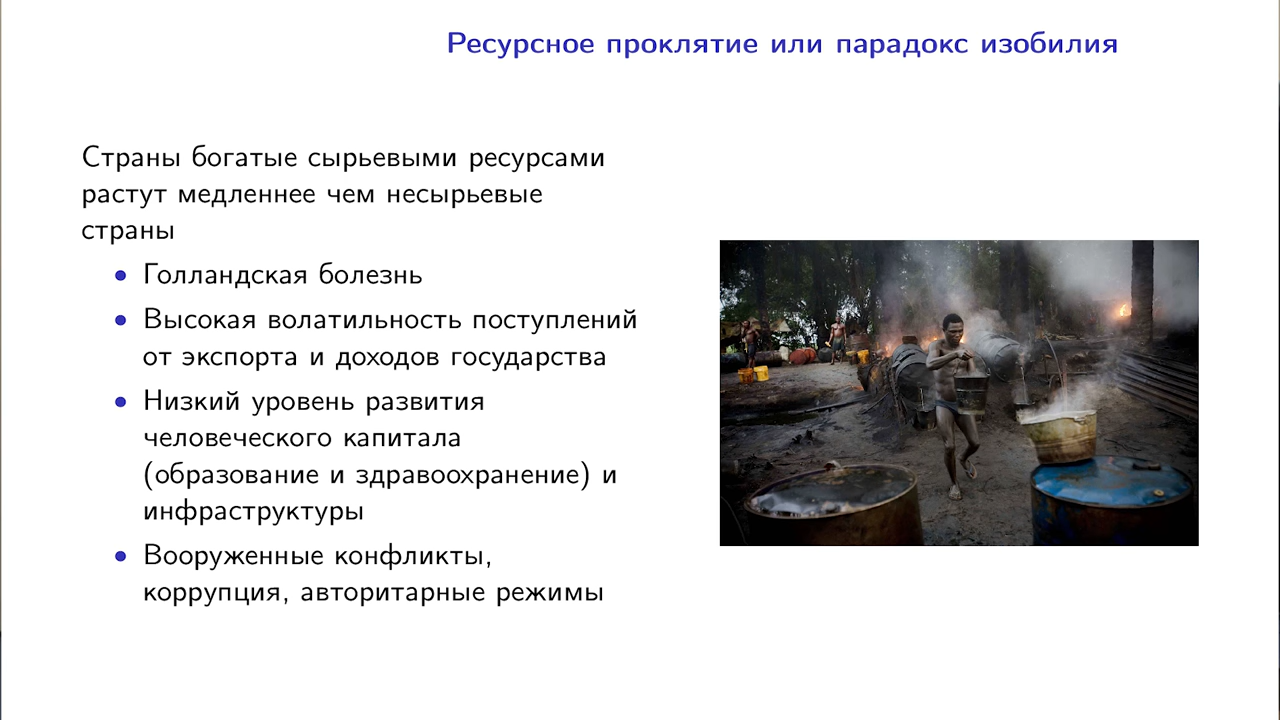 Ресурсное проклятие или парадокс изобилия
Страны богатые сырьевыми ресурсами
растут медленнее чем несырьевые
страны
• Голландская болезнь
• Высокая волатильность поступлений
от экспорта и доходов государства
• Низкий уровень развития
человеческого капитала
(образование и здравоохранение) и
инфраструктуры
• Вооруженные конфликты,
коррупция, авторитарные режимы